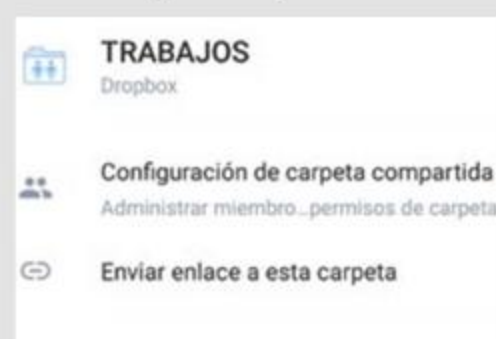 TRABAJOS
Dropbox
Configuración de carpeta compartida
Administrar miembro...permisos de carpeta
Enviar enlace a esta carpeta